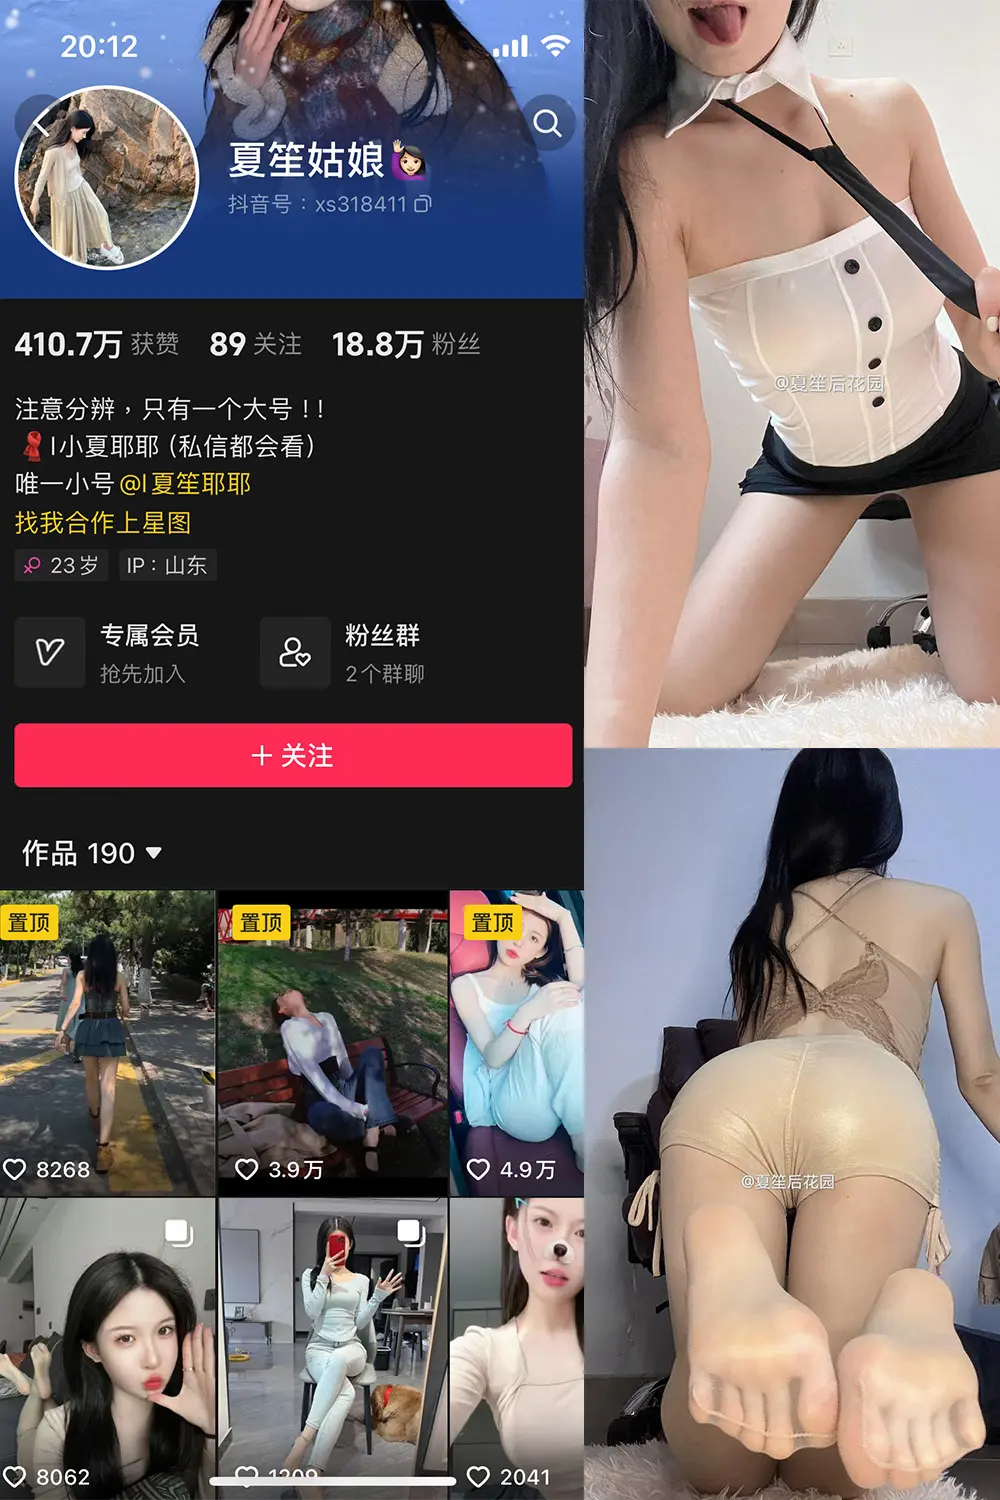 20:12
夏笙姑娘
抖音号：xs318411
410.7万 获赞 89 关注 18.8万 粉丝
注意分辨，只有一个大号！！
I小夏耶耶（私信都会看）
唯一小号 @I夏笙耶耶
找我合作上星图
23岁 IP：山东
专属会员
抢先加入
粉丝群
2个群聊
+ 关注
作品 190
置顶
置顶
置顶
8268
3.9万
4.9万
8062
1209
2041
@夏笙后花园
@夏笙后花园